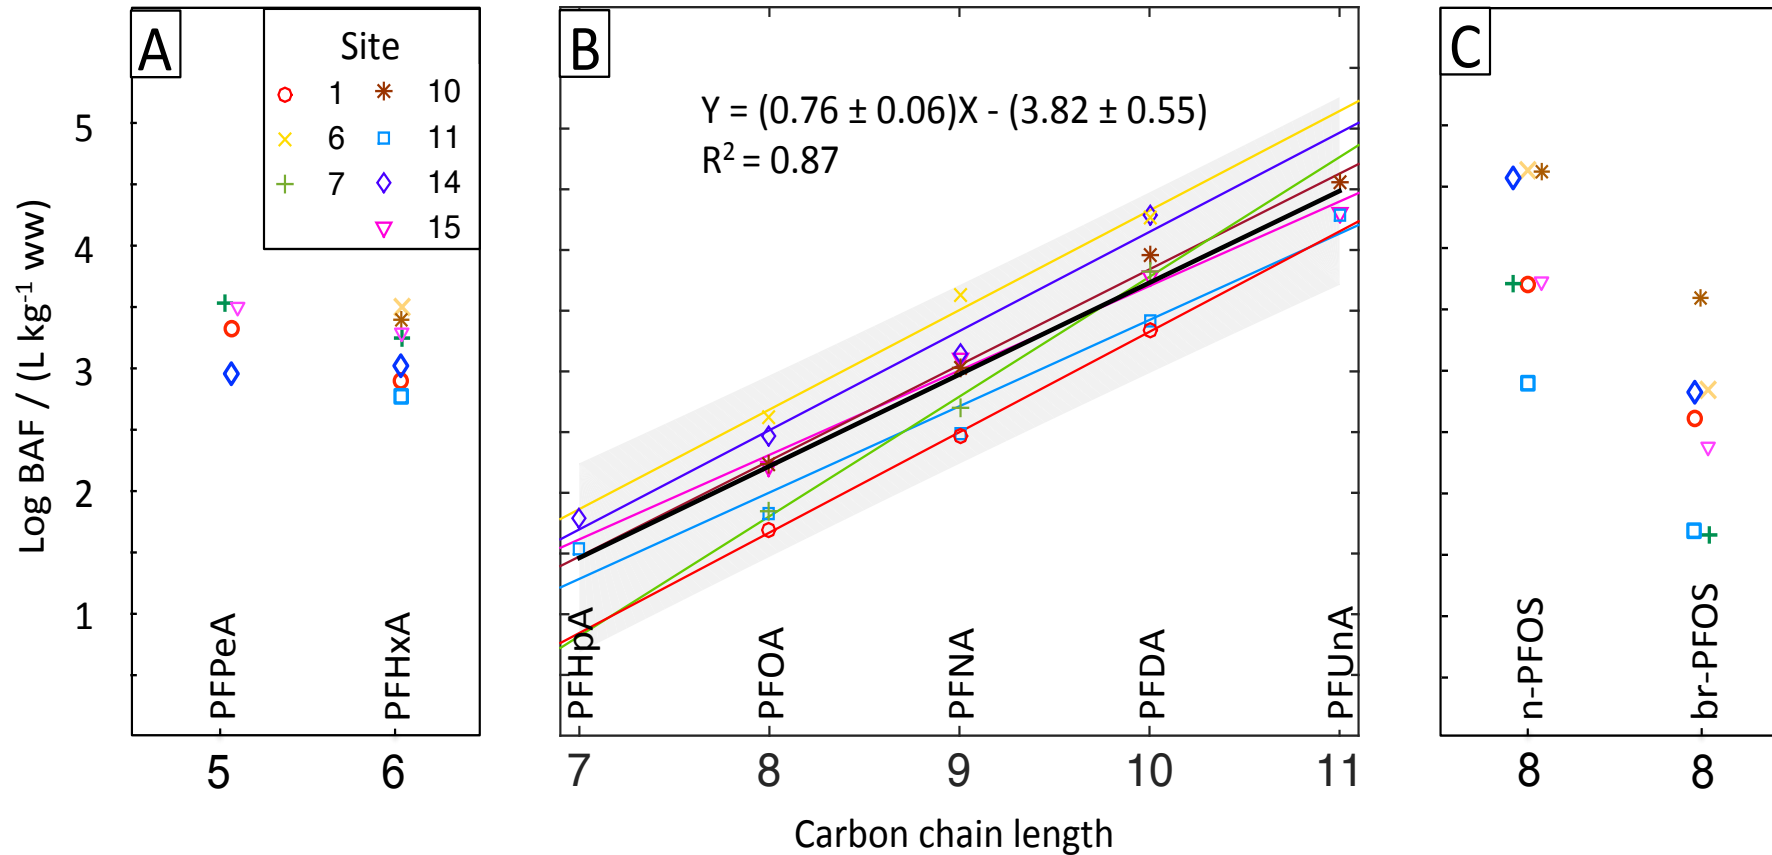 A
Site
1
10
6
11
7
14
15
B
Y = (0.76 ± 0.06)X - (3.82 ± 0.55)
R² = 0.87
C
Log BAF / (L kg⁻¹ ww)
5
4
3
2
1
PFPeA
PFHxA
PFHpA
PFOA
PFNA
PFDA
PFUnA
n-PFOS
br-PFOS
5
6
7
8
9
10
11
8
8
Carbon chain length